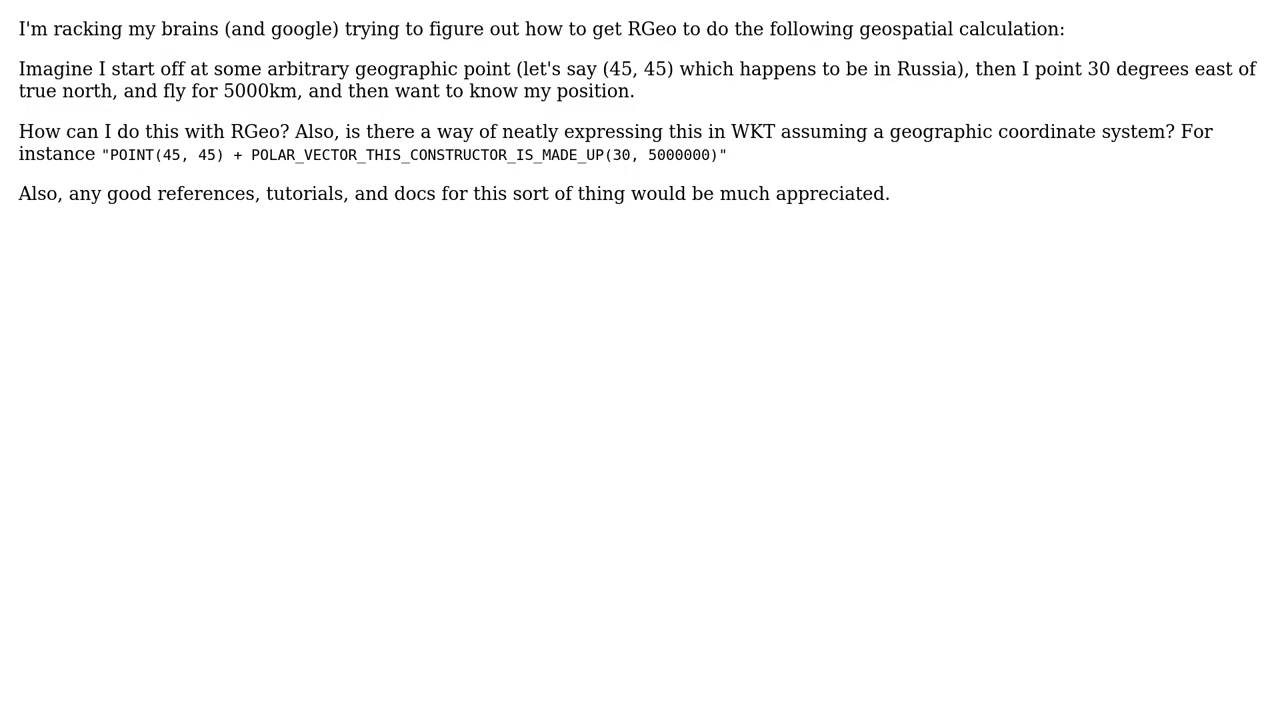 I'm racking my brains (and google) trying to figure out how to get RGeo to do the following geospatial calculation:
Imagine I start off at some arbitrary geographic point (let's say (45, 45) which happens to be in Russia), then I point 30 degrees east of
true north, and fly for 5000km, and then want to know my position.
How can I do this with RGeo? Also, is there a way of neatly expressing this in WKT assuming a geographic coordinate system? For
instance "POINT(45, 45) + POLAR_VECTOR_THIS_CONSTRUCTOR_IS_MADE_UP(30, 5000000)"
Also, any good references, tutorials, and docs for this sort of thing would be much appreciated.